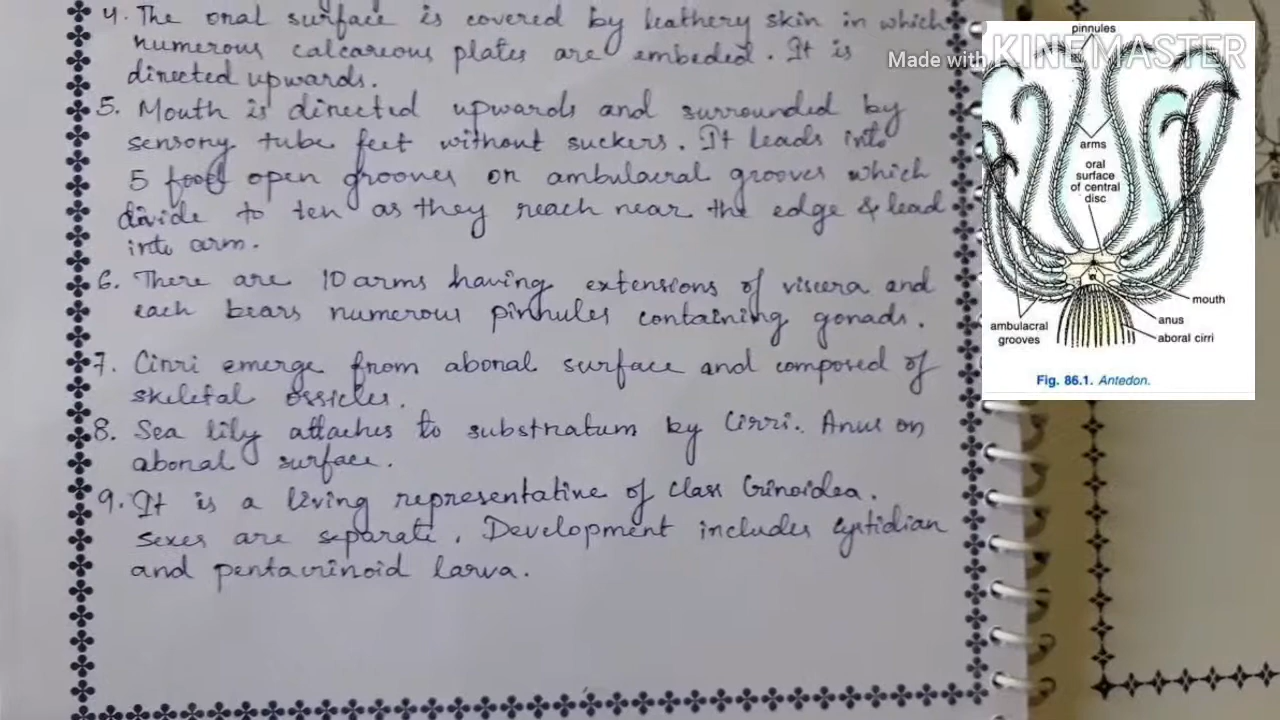 4. The oral surface is covered by leathery skin in which
numerous calcareous plates are embeded. It is
directed upwards.
5. Mouth is directed upwards and surrounded by
sensory tube feet without suckers. It leads into
5 food open grooves or ambulacral grooves which
divide to ten as they reach near the edge & lead
into arm.
6. There are 10 arms having extensions of viscera and
each bears numerous pinnules containing gonads.
7. Cirri emerge from aboral surface and composed of
skeletal ossicles.
8. Sea lily attaches to substratum by Cirri. Anus on
aboral surface.
9. It is a living representative of class Crinoidea.
Sexes are separate. Development includes cystidian
and pentacrinoid larva.
Made with KINEMASTER
pinnules
arms
oral
surface
of central
disc
mouth
anus
aboral cirri
ambulacral
grooves
Fig. 86.1. Antedon.